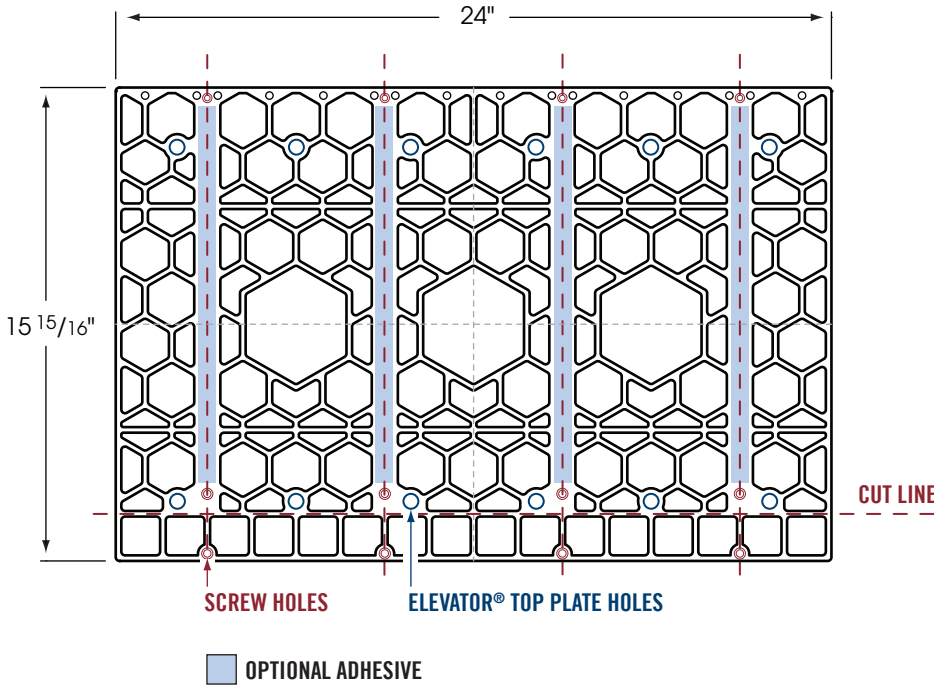 24"
15 15/16"
CUT LINE
SCREW HOLES
ELEVATOR® TOP PLATE HOLES
OPTIONAL ADHESIVE